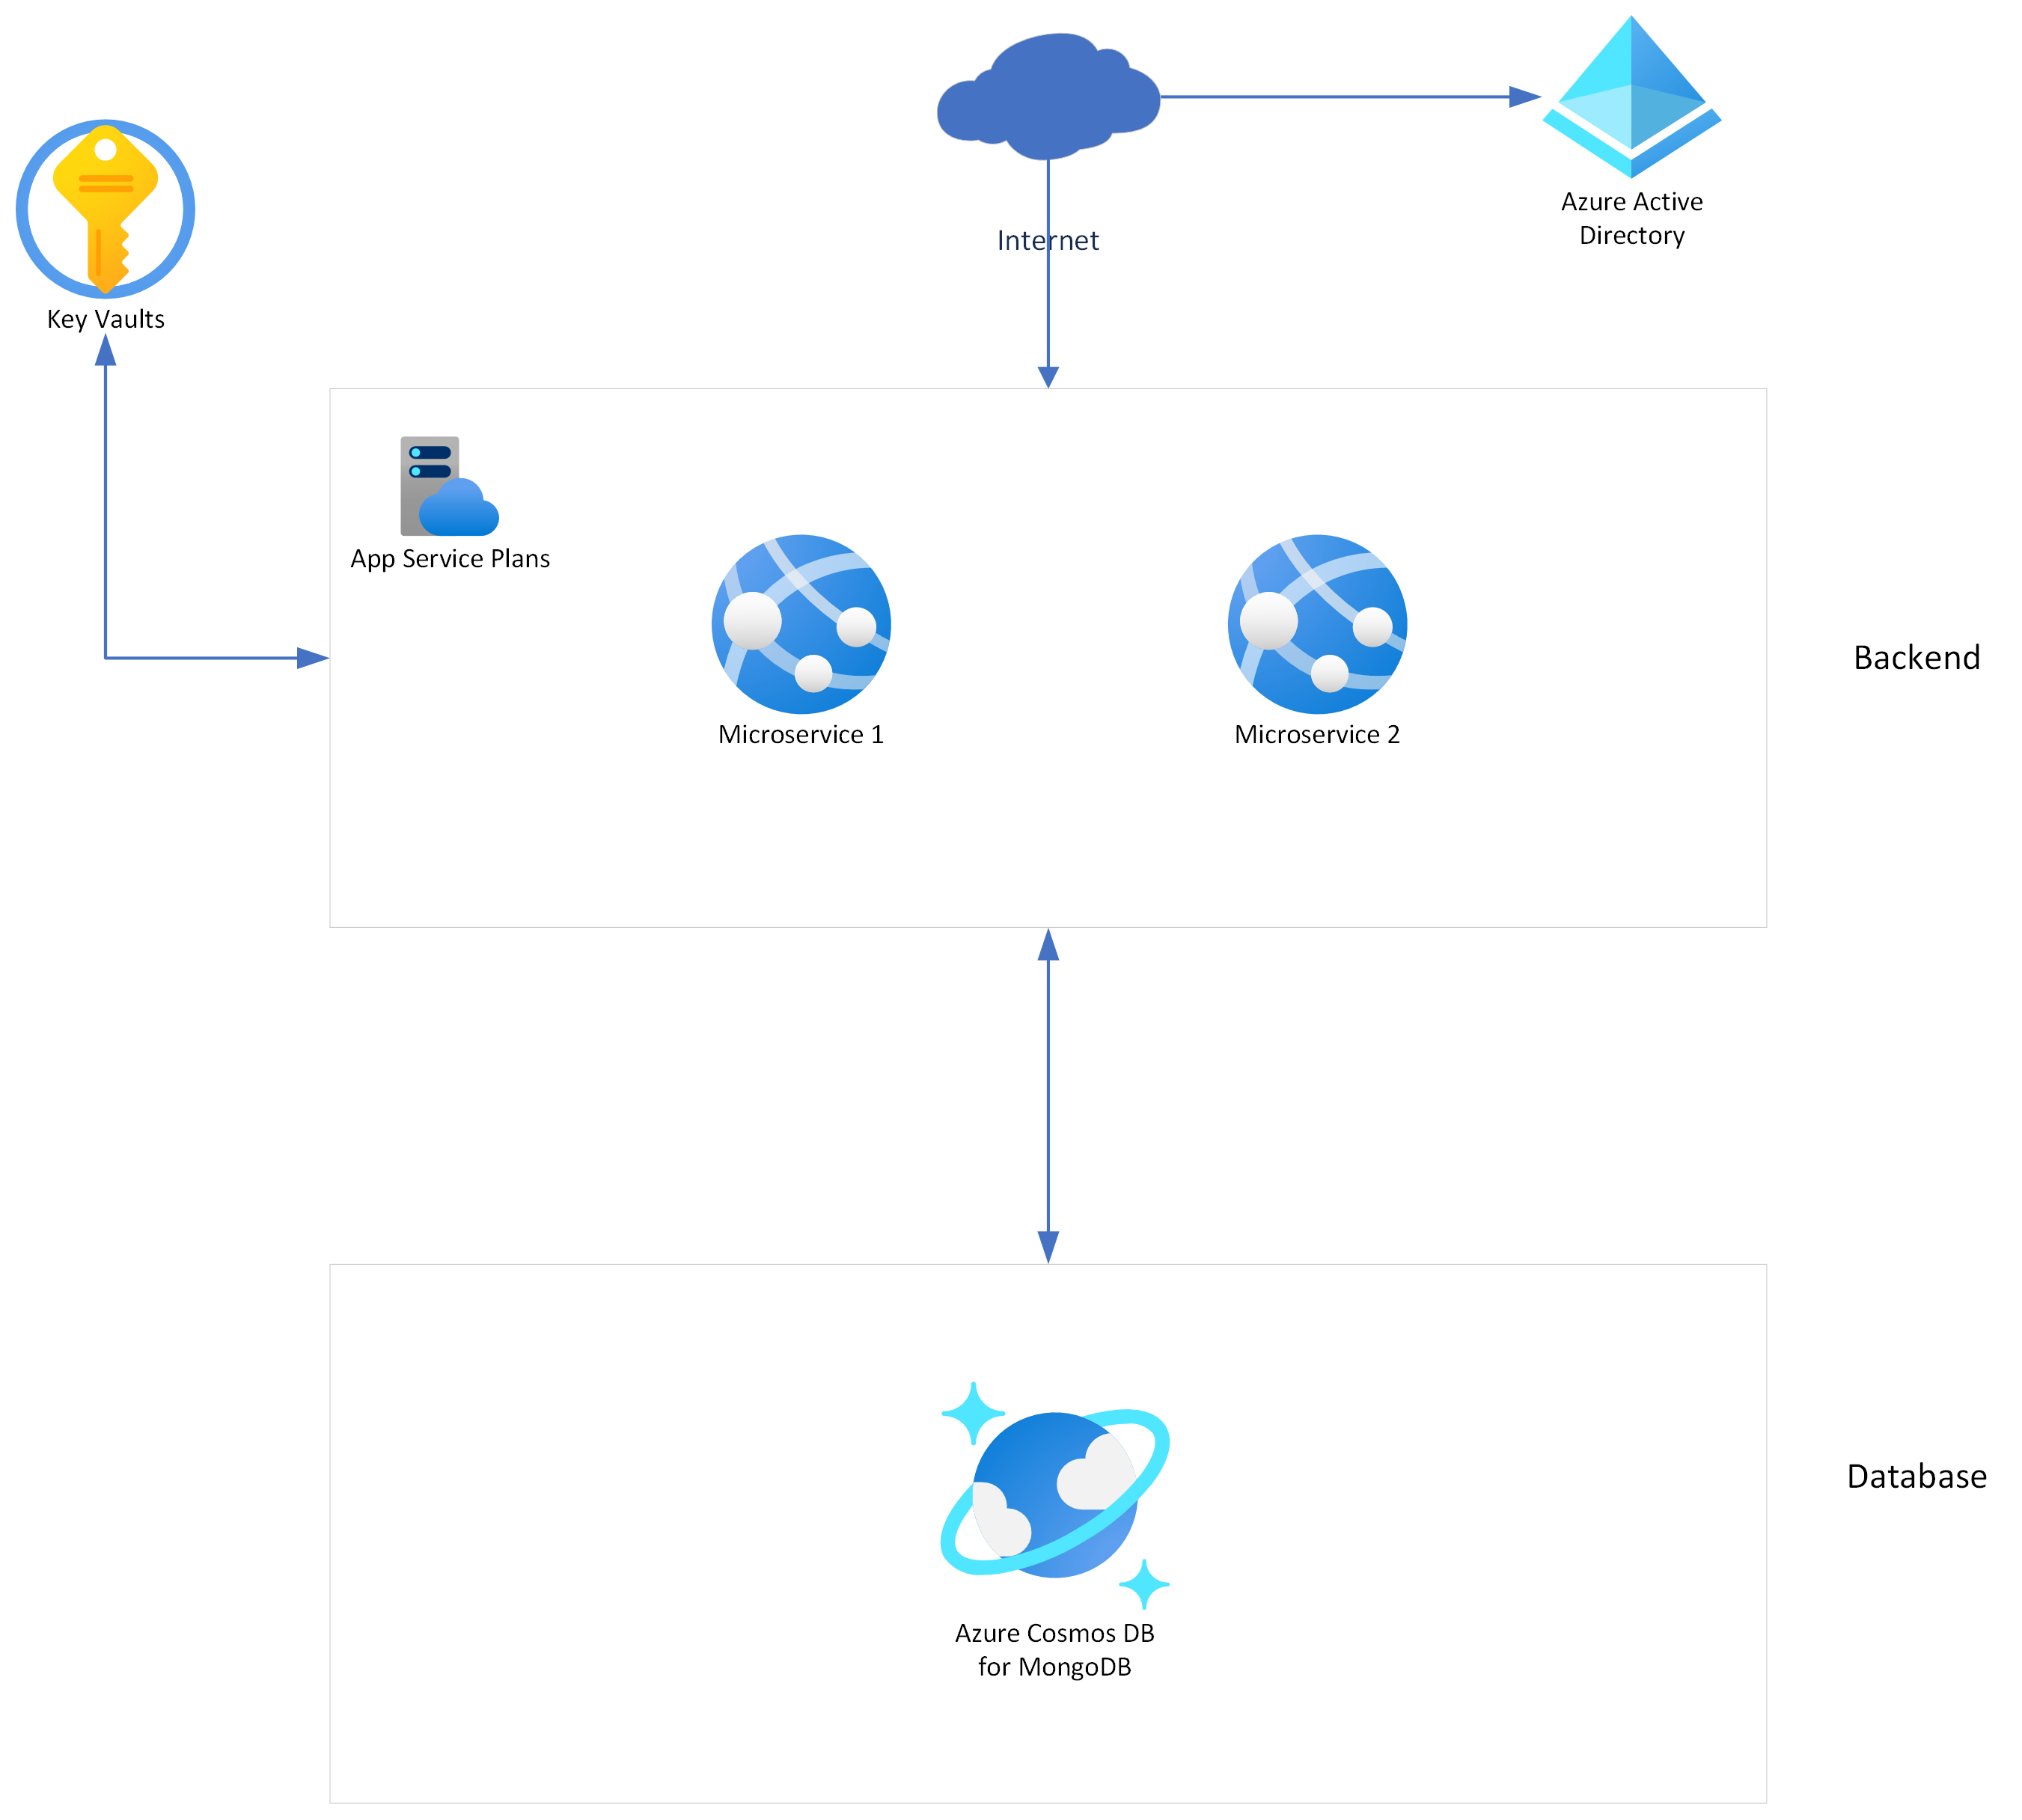 Azure Active
Directory
Internet
Key Vaults
App Service Plans
Microservice 1
Microservice 2
Backend
Database
Azure Cosmos DB
for MongoDB